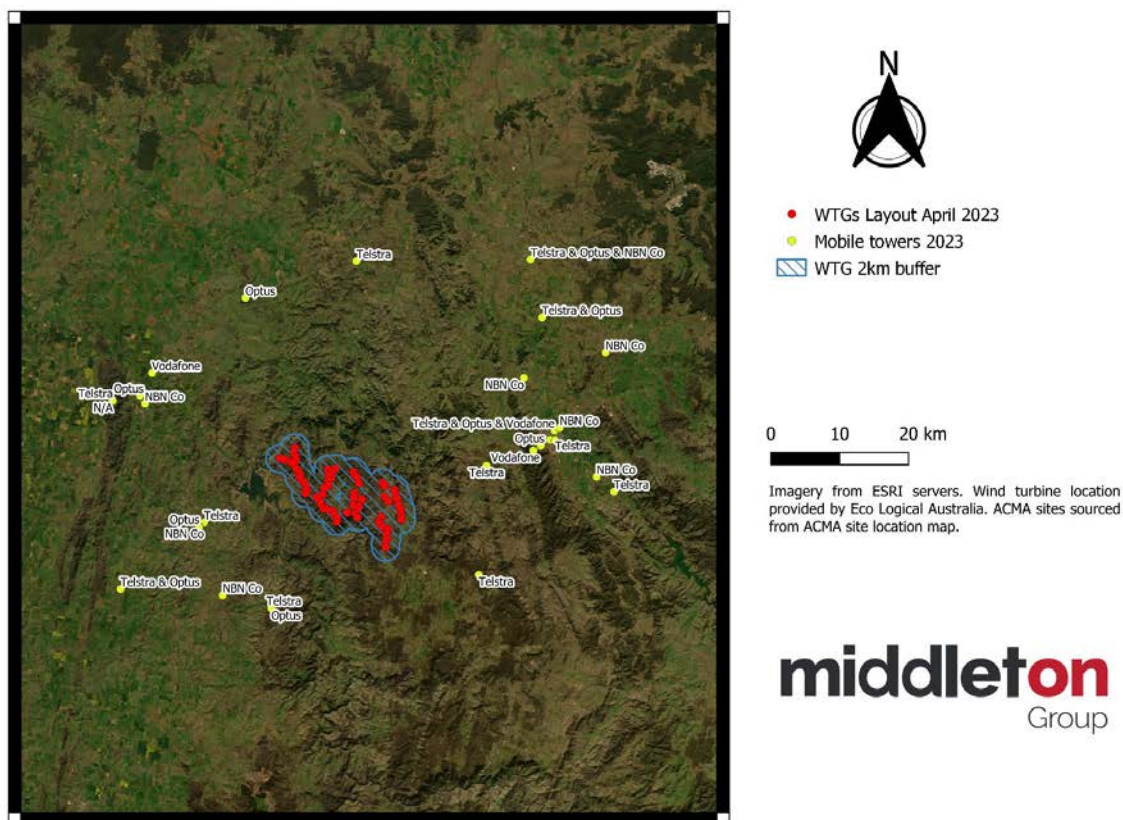 N
WTGs Layout April 2023
Mobile towers 2023
WTG 2km buffer
Telstra
Telstra & Optus & NBN Co
Optus
Telstra & Optus
NBN Co
Vodafone
NBN Co
Telstra
Optus
NBN Co
N/A
Telstra & Optus & Vodafone
NBN Co
Optus
Telstra
Vodafone
Telstra
NBN Co
Telstra
Optus
Telstra
NBN Co
Telstra & Optus
NBN Co
Telstra
Optus
Telstra
0 10 20 km
Imagery from ESRI servers. Wind turbine location
provided by Eco Logical Australia. ACMA sites sourced
from ACMA site location map.
middleton
Group